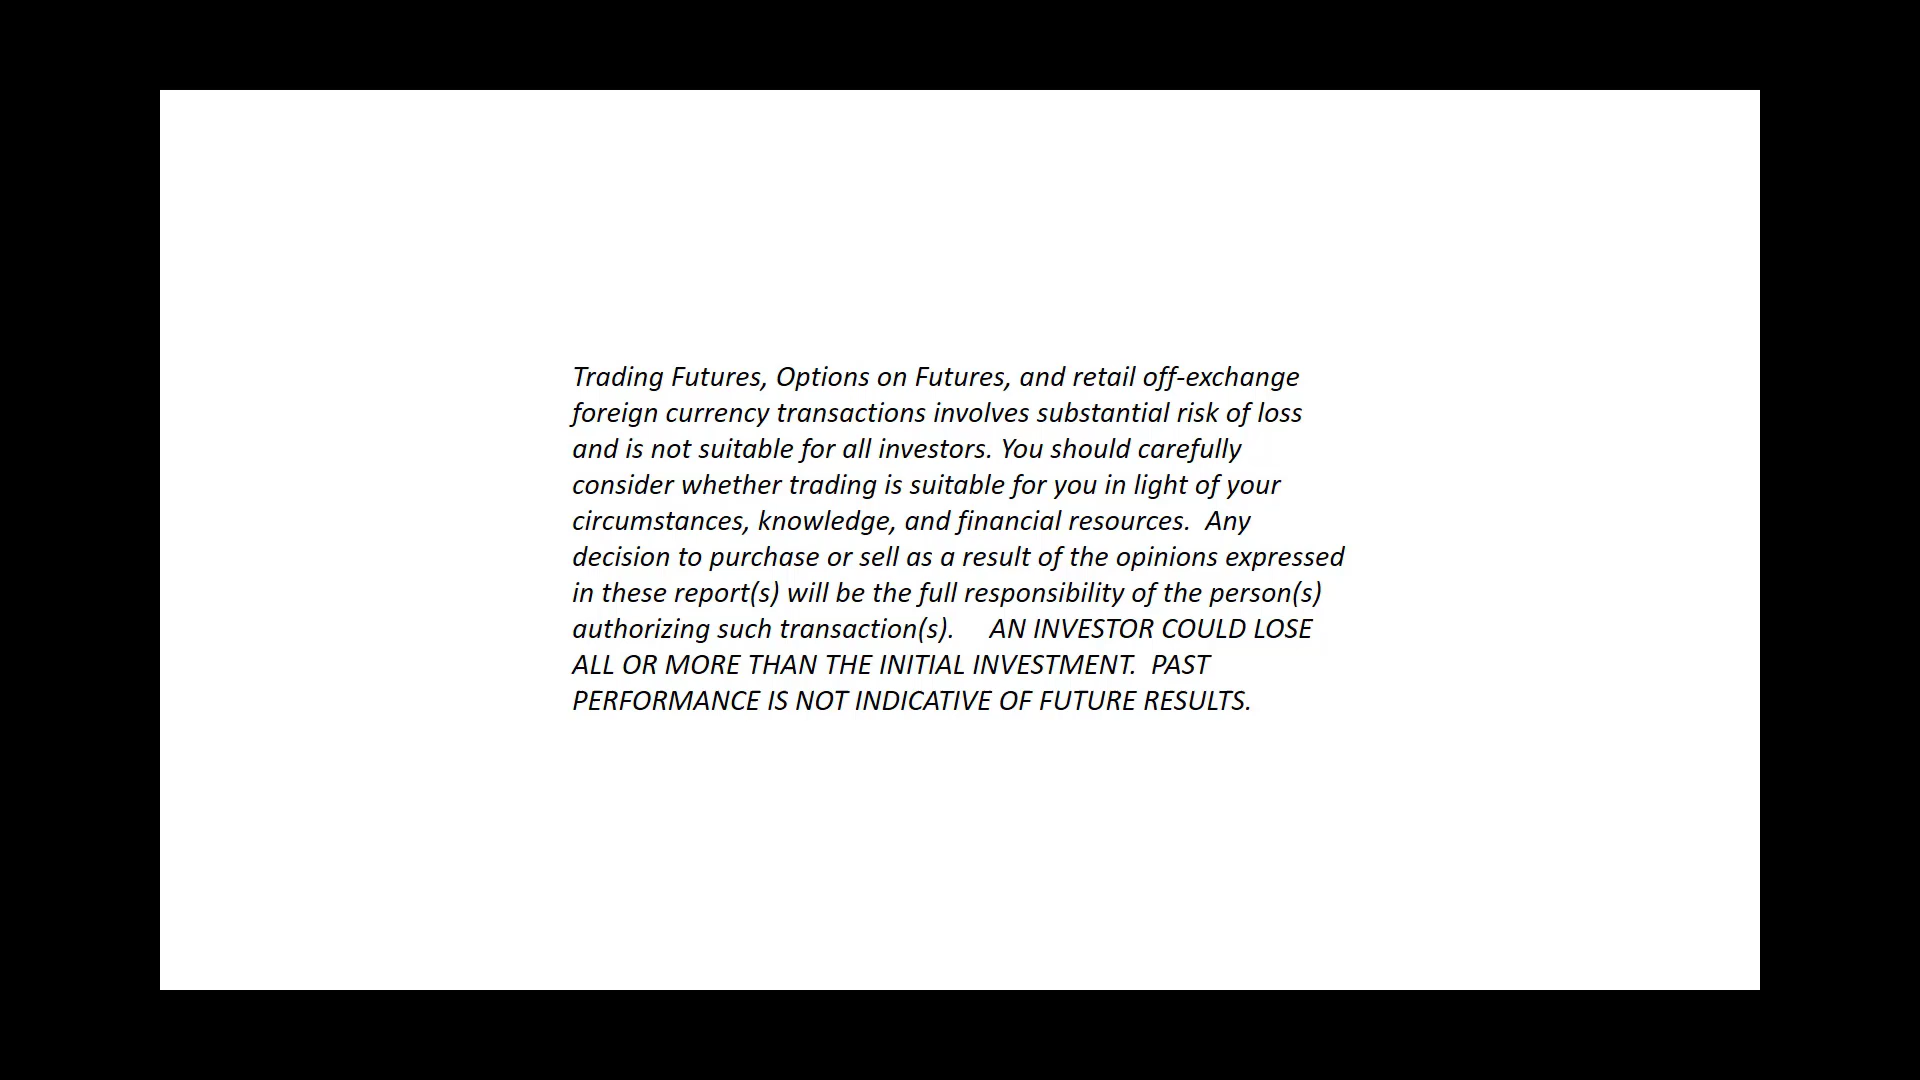 Trading Futures, Options on Futures, and retail off-exchange
foreign currency transactions involves substantial risk of loss
and is not suitable for all investors. You should carefully
consider whether trading is suitable for you in light of your
circumstances, knowledge, and financial resources.  Any
decision to purchase or sell as a result of the opinions expressed
in these report(s) will be the full responsibility of the person(s)
authorizing such transaction(s).     AN INVESTOR COULD LOSE
ALL OR MORE THAN THE INITIAL INVESTMENT.  PAST
PERFORMANCE IS NOT INDICATIVE OF FUTURE RESULTS.